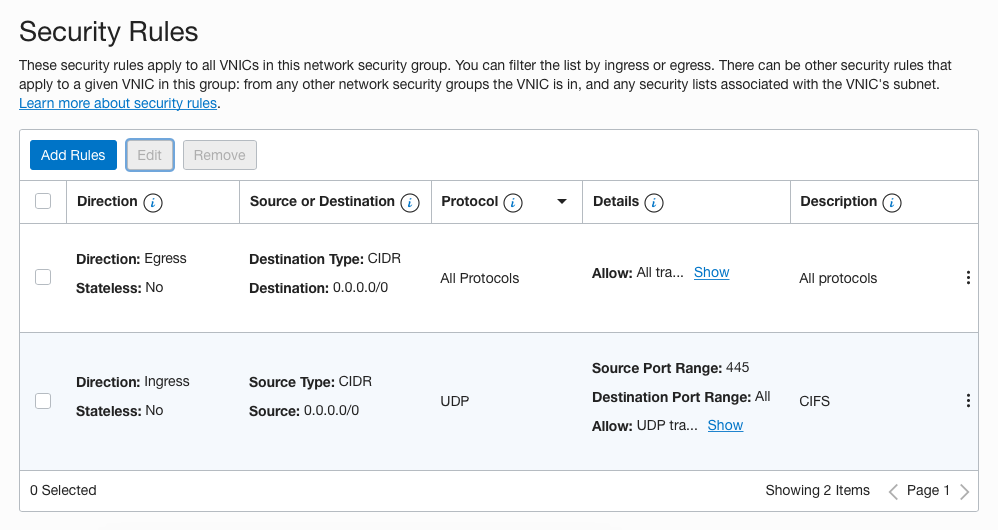 Security Rules
These security rules apply to all VNICs in this network security group. You can filter the list by ingress or egress. There can be other security rules that
apply to a given VNIC in this group: from any other network security groups the VNIC is in, and any security lists associated with the VNIC's subnet.
Learn more about security rules.
Add Rules Edit Remove
Direction i Source or Destination i Protocol i Details i Description i
Direction: Egress
Stateless: No
Destination Type: CIDR
Destination: 0.0.0.0/0
All Protocols
Allow: All tra... Show
All protocols
Direction: Ingress
Stateless: No
Source Type: CIDR
Source: 0.0.0.0/0
UDP
Source Port Range: 445
Destination Port Range: All
Allow: UDP tra... Show
CIFS
0 Selected Showing 2 Items Page 1